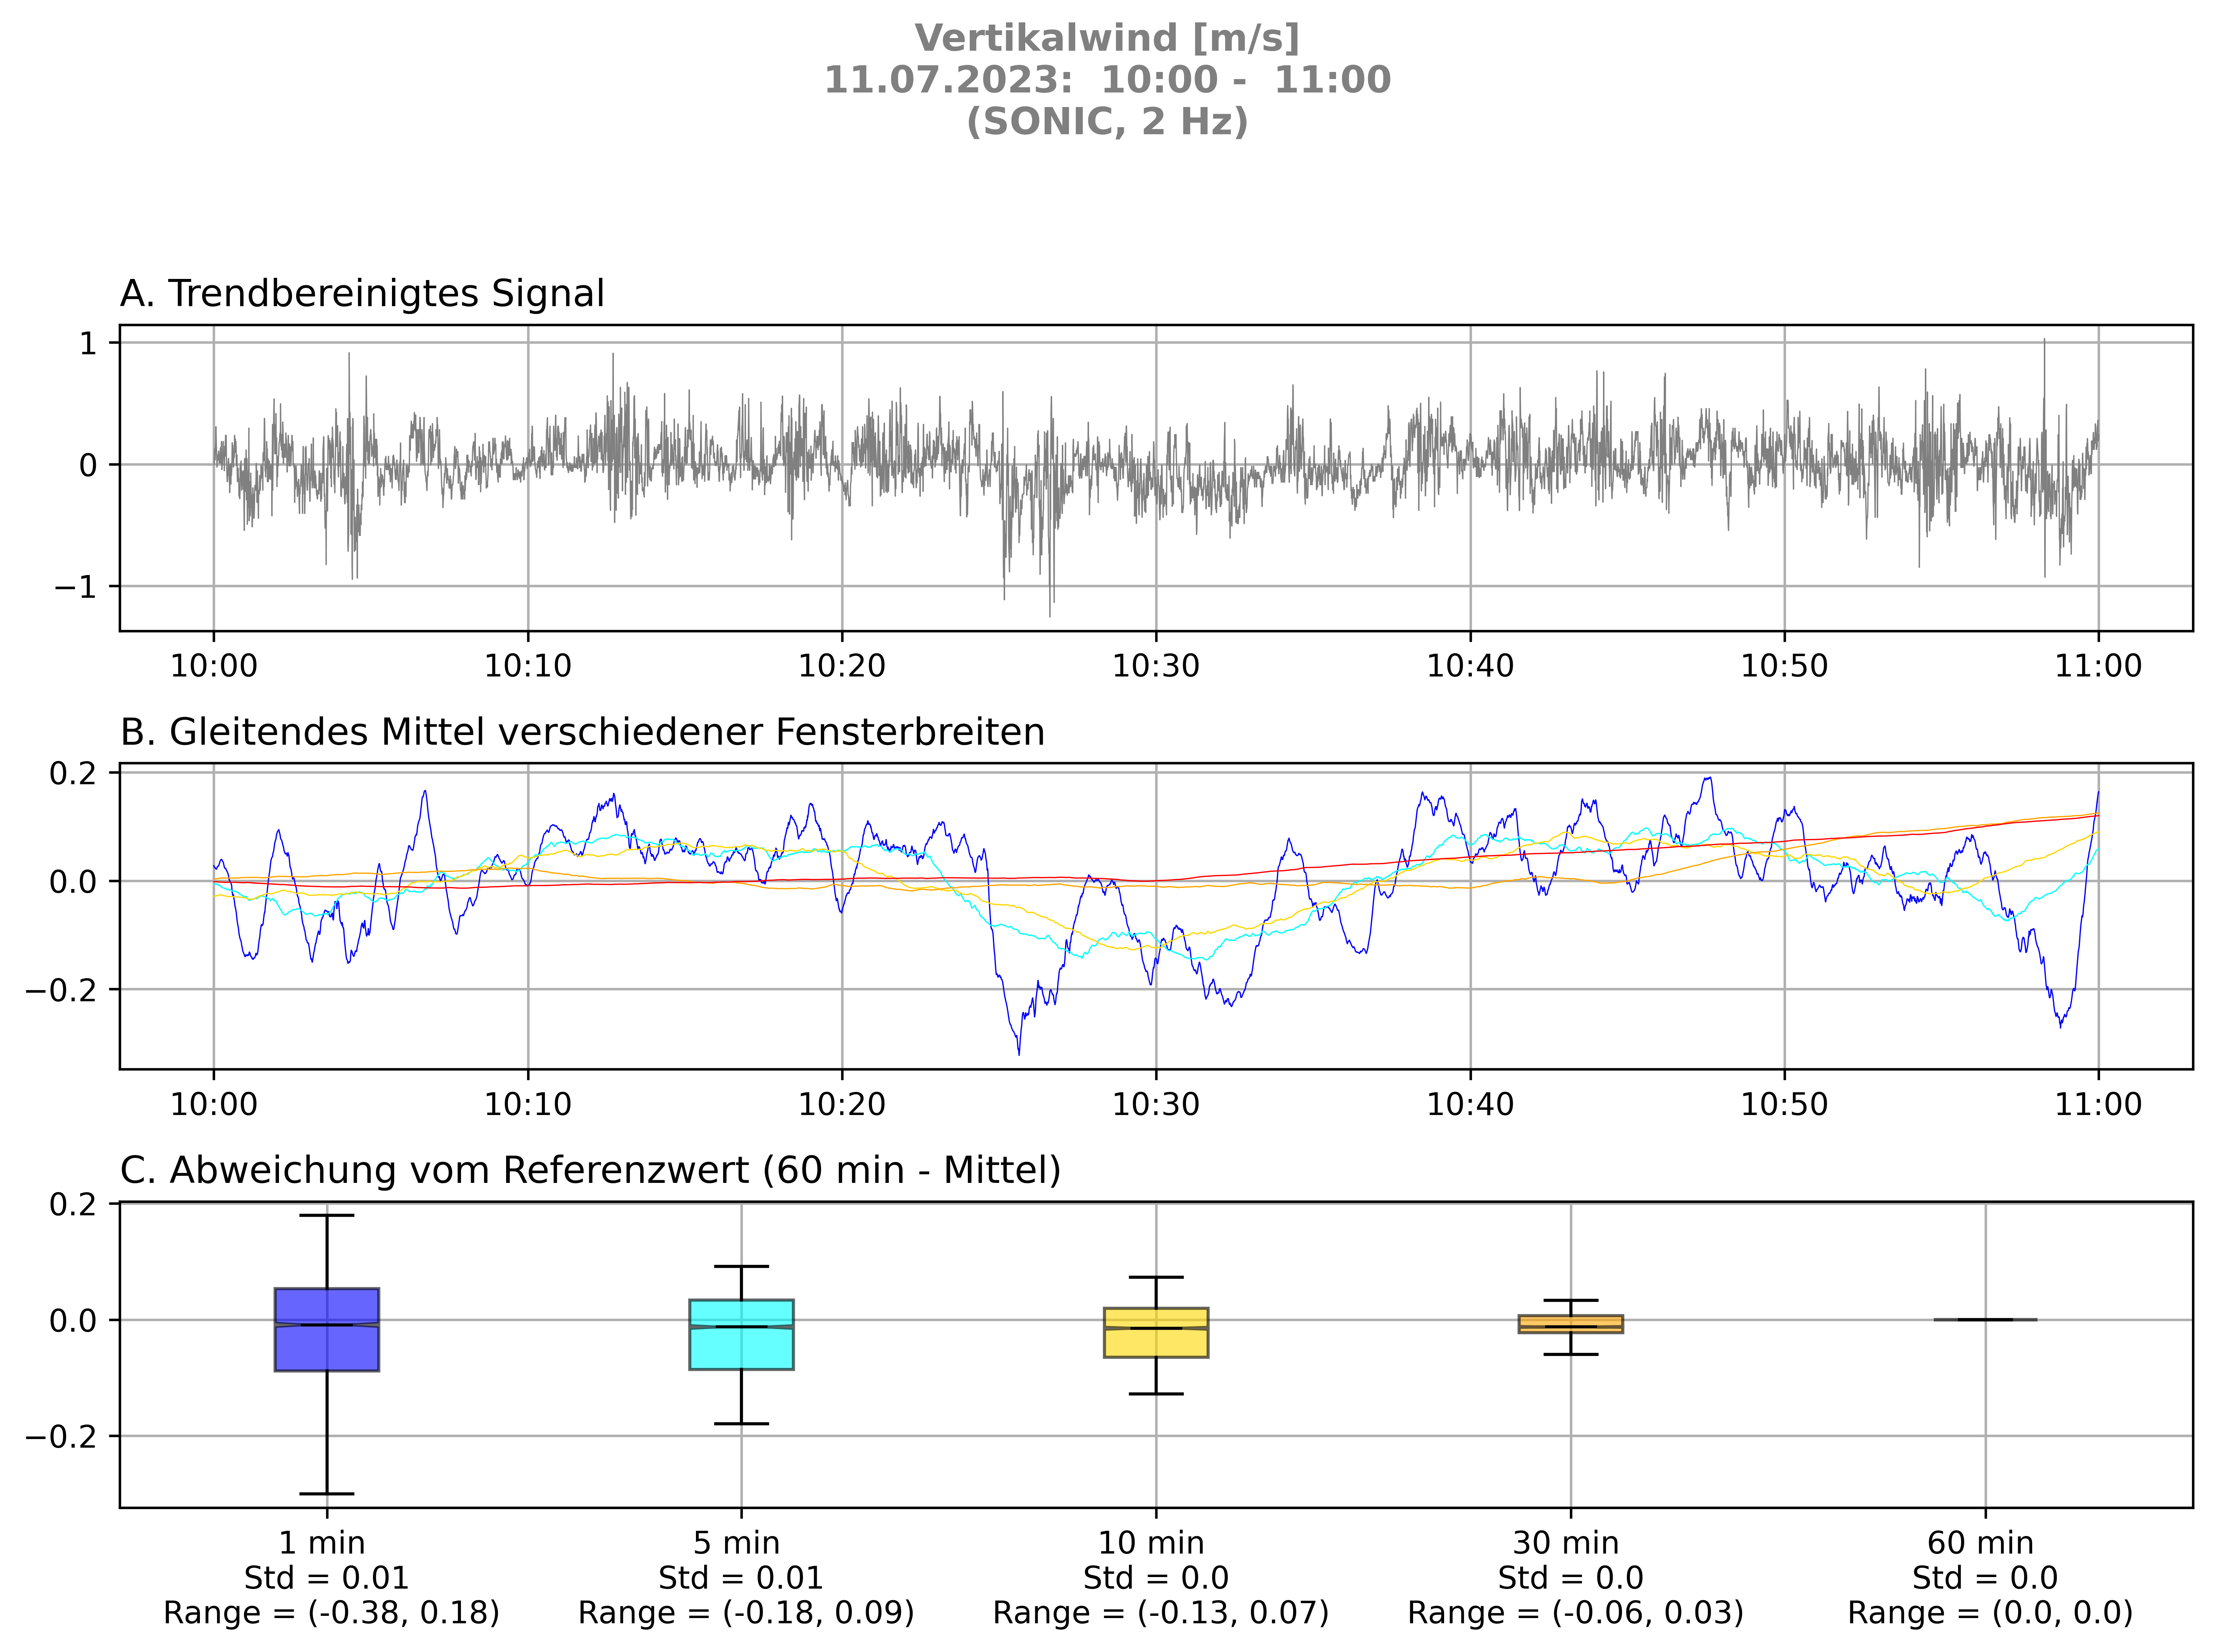 Vertikalwind [m/s]
11.07.2023:  10:00 -  11:00
(SONIC, 2 Hz)
A. Trendbereinigtes Signal
1
0
−1
10:00 10:10 10:20 10:30 10:40 10:50 11:00
B. Gleitendes Mittel verschiedener Fensterbreiten
0.2
0.0
−0.2
10:00 10:10 10:20 10:30 10:40 10:50 11:00
C. Abweichung vom Referenzwert (60 min - Mittel)
0.2
0.0
−0.2
1 min 5 min 10 min 30 min 60 min
Std = 0.01 Std = 0.01 Std = 0.0 Std = 0.0 Std = 0.0
Range = (-0.38, 0.18) Range = (-0.18, 0.09) Range = (-0.13, 0.07) Range = (-0.06, 0.03) Range = (0.0, 0.0)